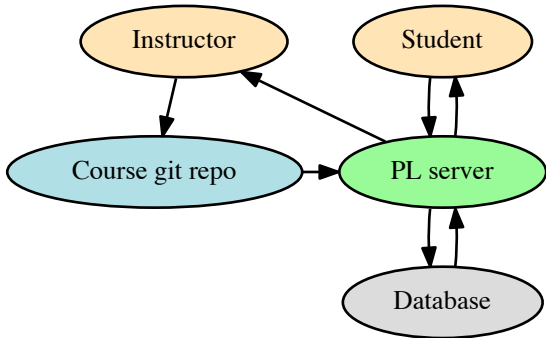 Instructor
Student
Course git repo
PL server
Database